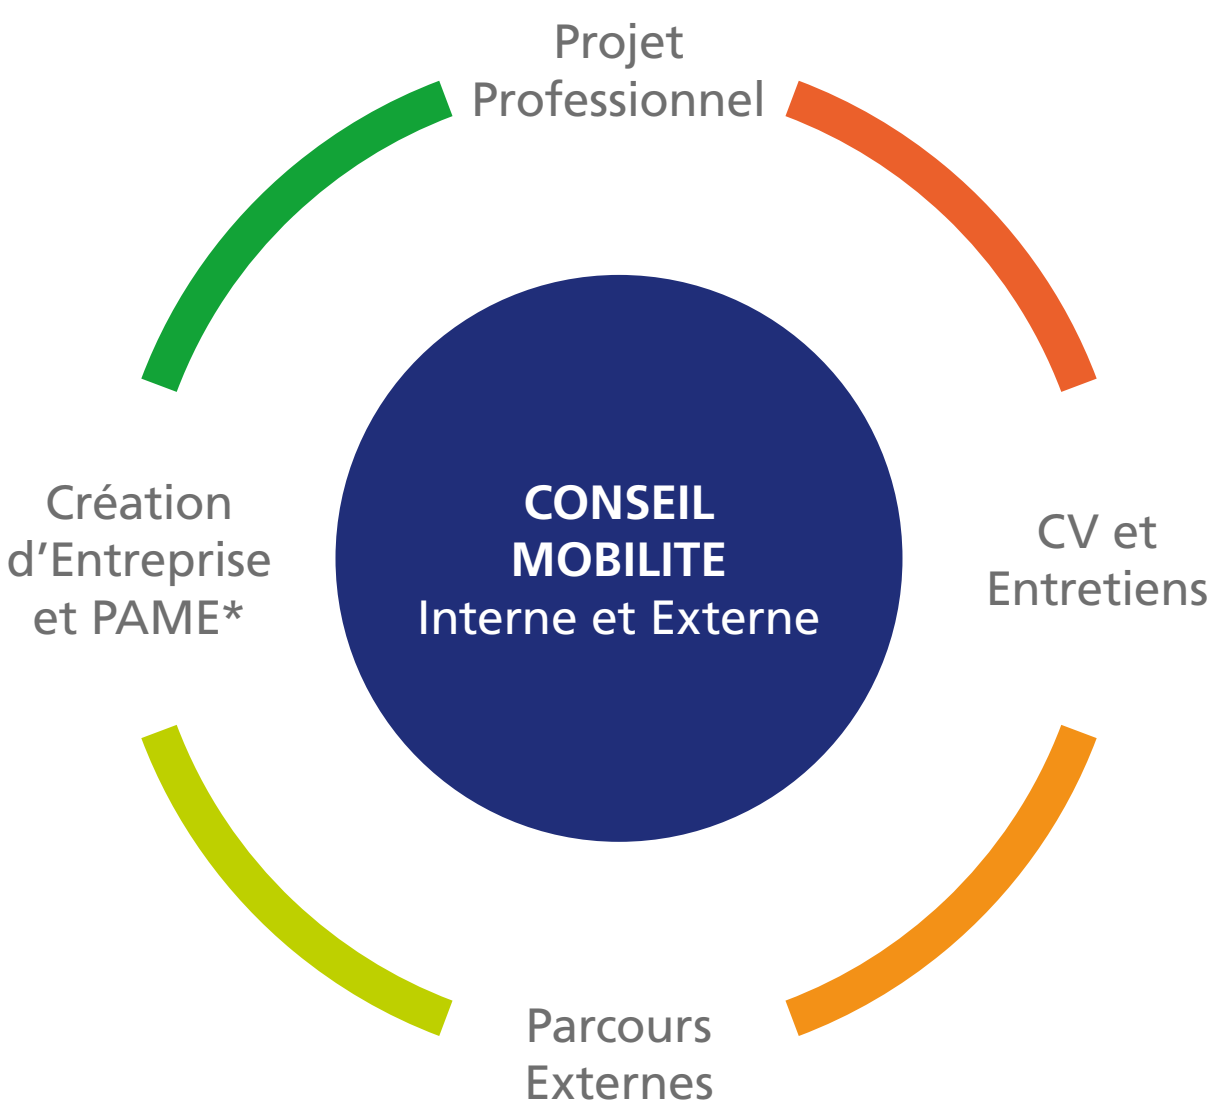 Projet
Professionnel
Création
d’Entreprise
et PAME*
CONSEIL
MOBILITE
Interne et Externe
CV et
Entretiens
Parcours
Externes